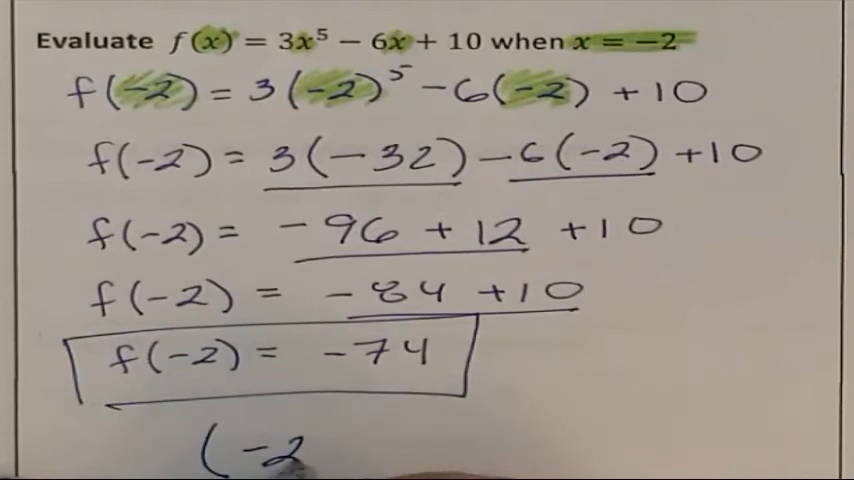 Evaluate f(x) = 3x⁵ − 6x + 10 when x = −2
f(-2) = 3(-2)⁵ -6(-2) +10
f(-2) = 3(-32) -6(-2) +10
f(-2) = -96 + 12 +10
f(-2) = -84 +10
f(-2) = -74
(-2